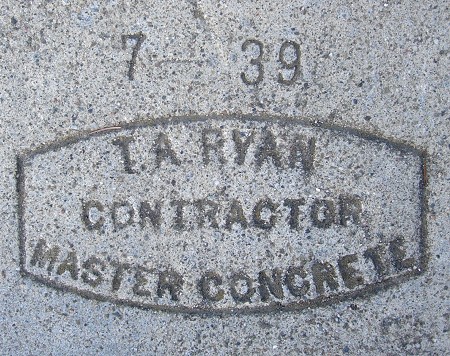 7-39
T.A. RYAN
CONTRACTOR
MASTER CONCRETE